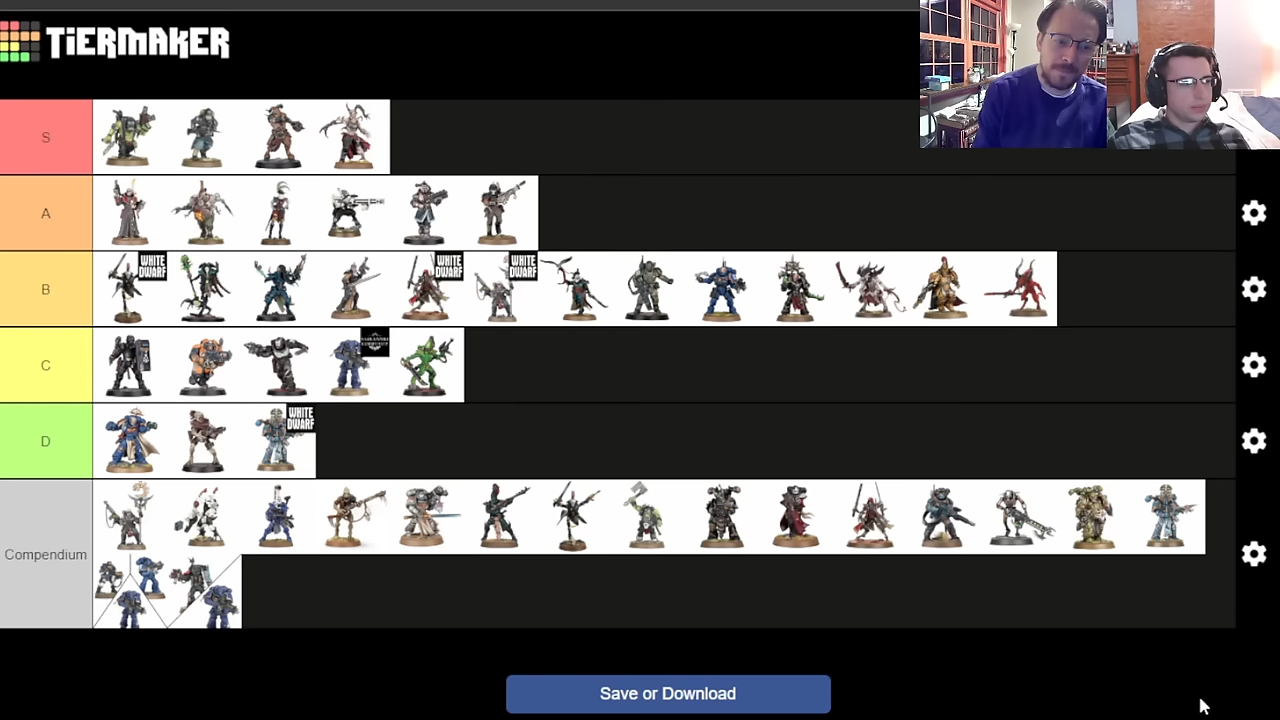 TIERMAKER
S
A
B
WHITE
DWARF
WHITE
DWARF
WHITE
DWARF
C
D
WHITE
DWARF
Compendium
Save or Download